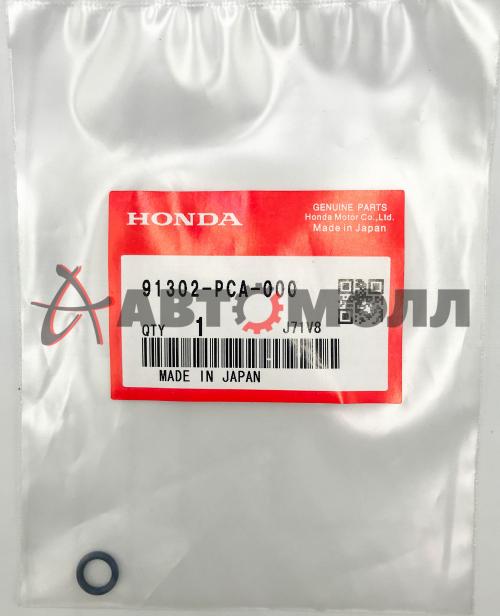 GENUINE PARTS
Honda Motor Co.,Ltd.
Made in Japan
HONDA
91302-PCA-000
АВТОМОЛЛ
QTY 1 J71V8
MADE IN JAPAN